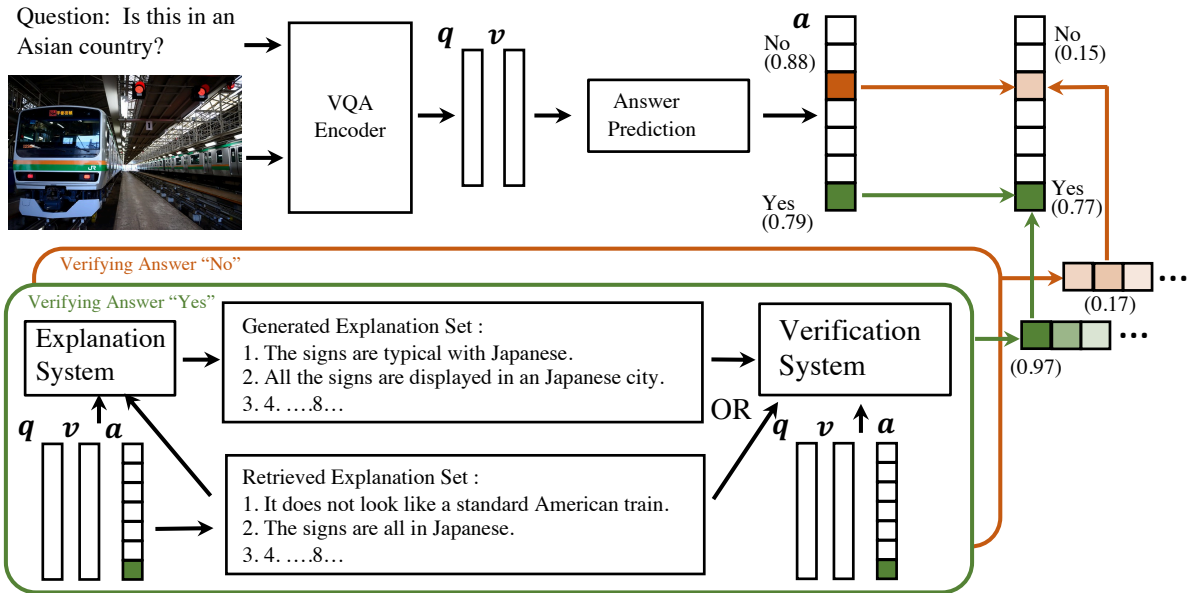 Question: Is this in an
Asian country?
VQA
Encoder
q v
Answer
Prediction
a
No
(0.88)
Yes
(0.79)
No
(0.15)
Yes
(0.77)
JR
Verifying Answer “No”
Verifying Answer “Yes”
Explanation
System
Generated Explanation Set :
1. The signs are typical with Japanese.
2. All the signs are displayed in an Japanese city.
3. 4. ….8…
OR
Verification
System
q v a
Retrieved Explanation Set :
1. It does not look like a standard American train.
2. The signs are all in Japanese.
3. 4. ….8…
q v a
(0.17)
...
(0.97)
...